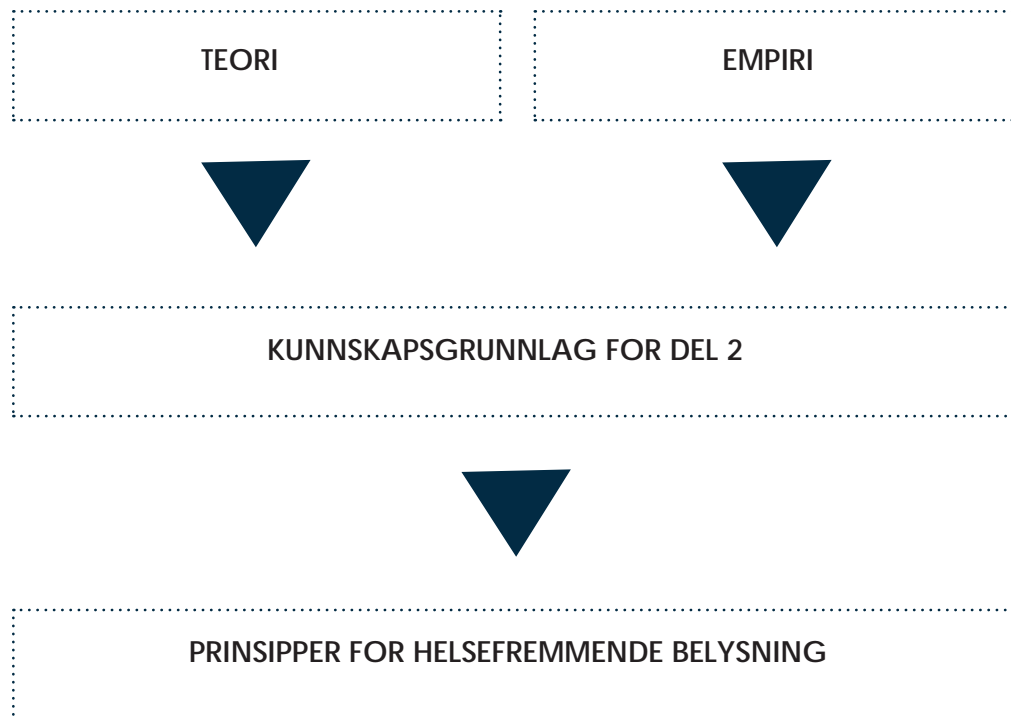 TEORI
EMPIRI
KUNNSKAPSGRUNNLAG FOR DEL 2
PRINSIPPER FOR HELSEFREMMENDE BELYSNING